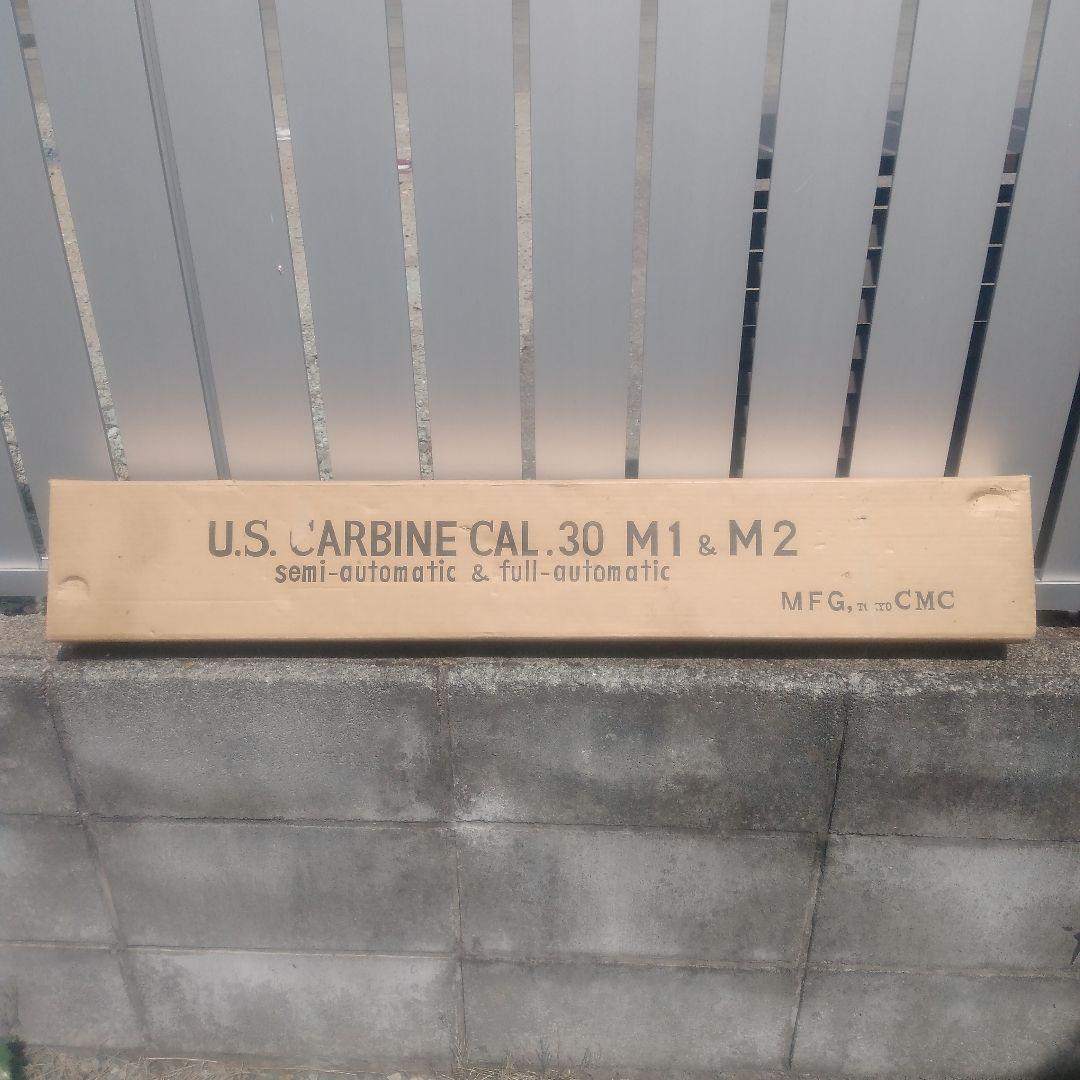 U.S. CARBINE CAL.30 M1 & M2
semi-automatic & full-automatic
MFG, CMC